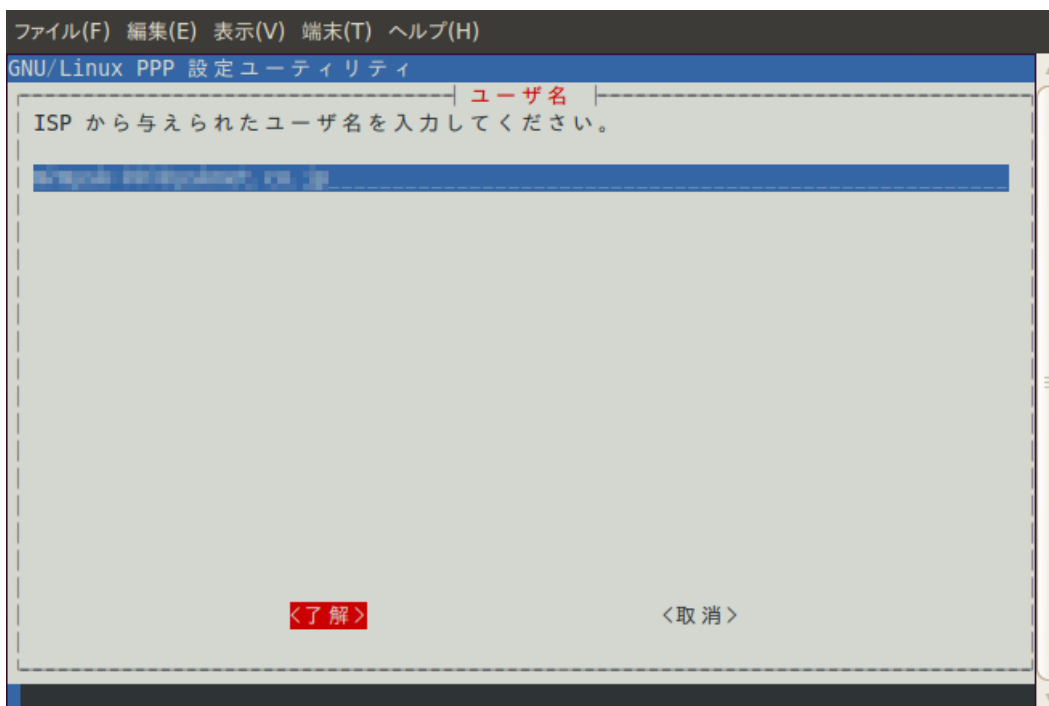 ファイル(F) 編集(E) 表示(V) 端末(T) ヘルプ(H)
GNU/Linux PPP 設定ユーティリティ
ユーザ名
ISP から与えられたユーザ名を入力してください。
<了解> <取消>